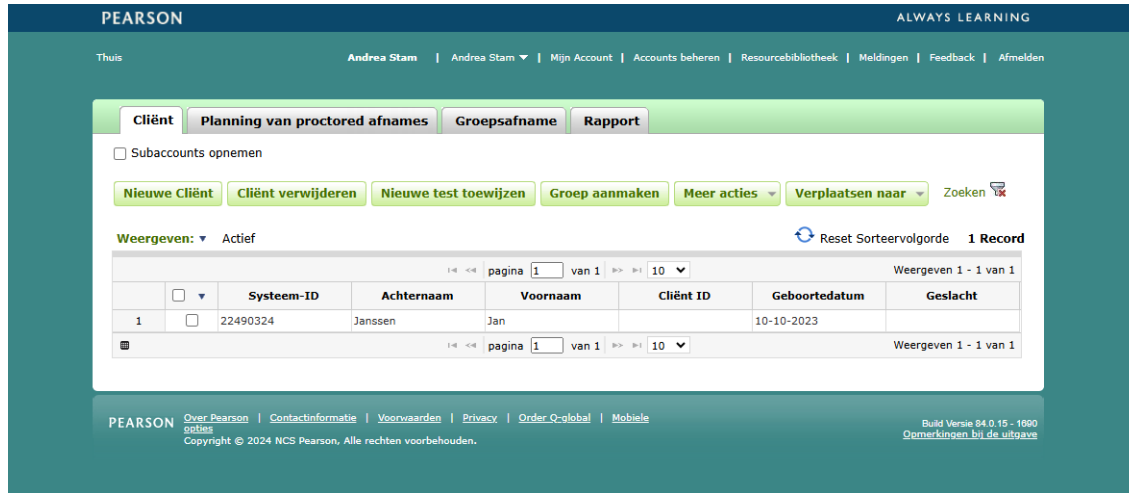 PEARSON ALWAYS LEARNING
Thuis Andrea Stam | Andrea Stam ▼ | Mijn Account | Accounts beheren | Resourcebibliotheek | Meldingen | Feedback | Afmelden
Cliënt Planning van proctored afnames Groepsafname Rapport
Subaccounts opnemen
Nieuwe Cliënt Cliënt verwijderen Nieuwe test toewijzen Groep aanmaken Meer acties Verplaatsen naar Zoeken
Weergeven: Actief Reset Sorteervolgorde 1 Record
pagina 1 van 1 10 Weergeven 1 - 1 van 1
Systeem-ID Achternaam Voornaam Cliënt ID Geboortedatum Geslacht
1 22490324 Janssen Jan 10-10-2023
pagina 1 van 1 10 Weergeven 1 - 1 van 1
PEARSON Over Pearson | Contactinformatie | Voorwaarden | Privacy | Order Q-global | Mobiele
opties
Copyright © 2024 NCS Pearson, Alle rechten voorbehouden.
Build Versie 84.0.15 - 1690
Opmerkingen bij de uitgave